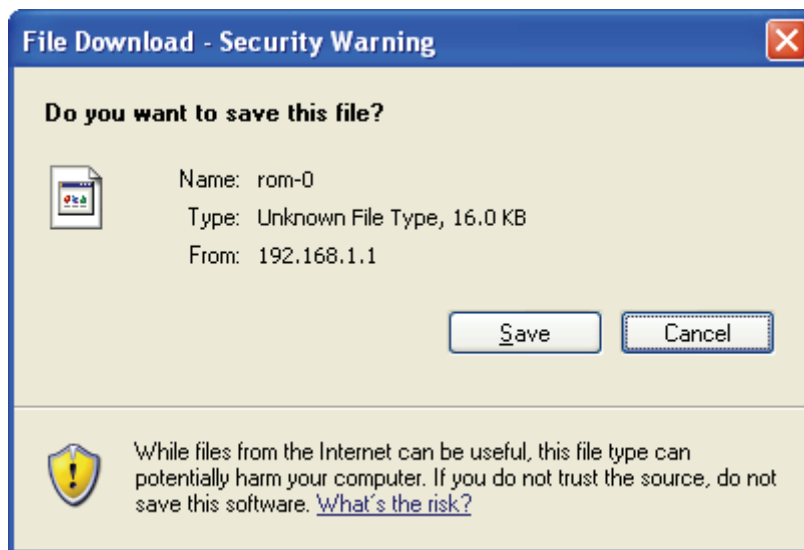 File Download - Security Warning
Do you want to save this file?
Name: rom-0
Type: Unknown File Type, 16.0 KB
From: 192.168.1.1
Save Cancel
While files from the Internet can be useful, this file type can
potentially harm your computer. If you do not trust the source, do not
save this software. What's the risk?